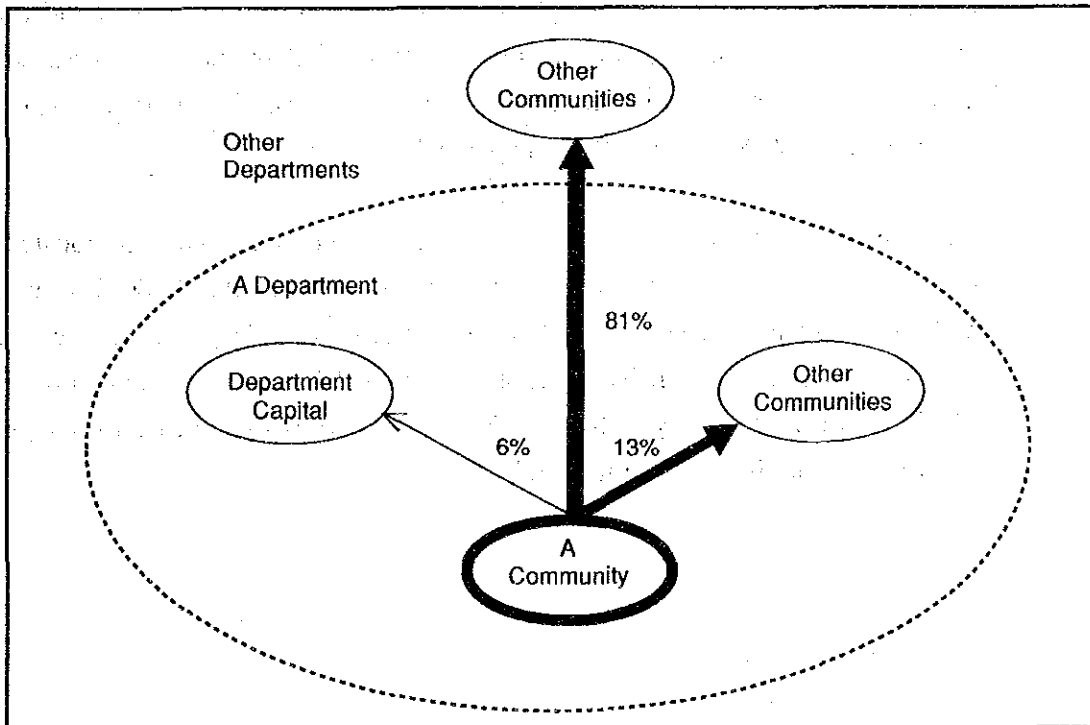 Other
Communities
Other
Departments
A Department
81%
Department
Capital
Other
Communities
6%
13%
A
Community